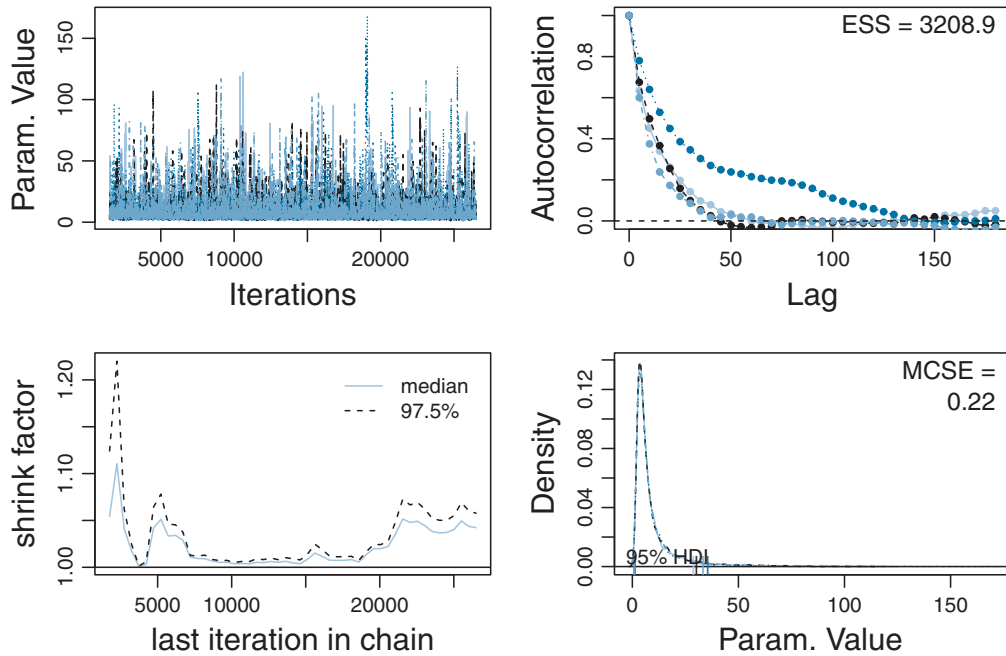 Param. Value
0 50 100 150
5000 10000 20000
Iterations
Autocorrelation
0.0 0.4 0.8
ESS = 3208.9
0 50 100 150
Lag
shrink factor
1.00 1.10 1.20
median
97.5%
5000 10000 20000
last iteration in chain
Density
0.00 0.04 0.08 0.12
MCSE =
0.22
95% HDI
0 50 100 150
Param. Value